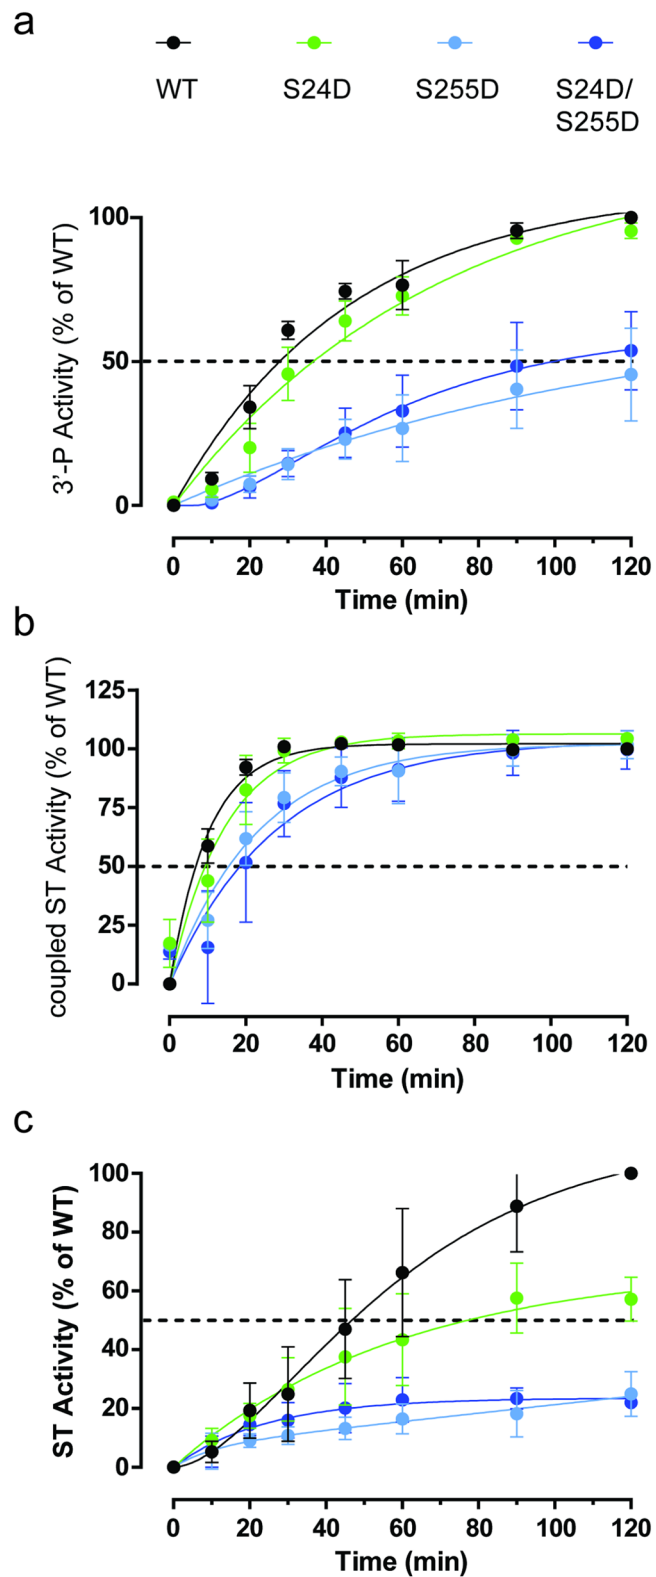 a
WT
S24D
S255D
S24D/
S255D
3'-P Activity (% of WT)
100
50
0
0 20 40 60 80 100 120
Time (min)
b
coupled ST Activity (% of WT)
125
100
75
50
25
0
0 20 40 60 80 100 120
Time (min)
c
ST Activity (% of WT)
100
80
60
40
20
0
0 20 40 60 80 100 120
Time (min)